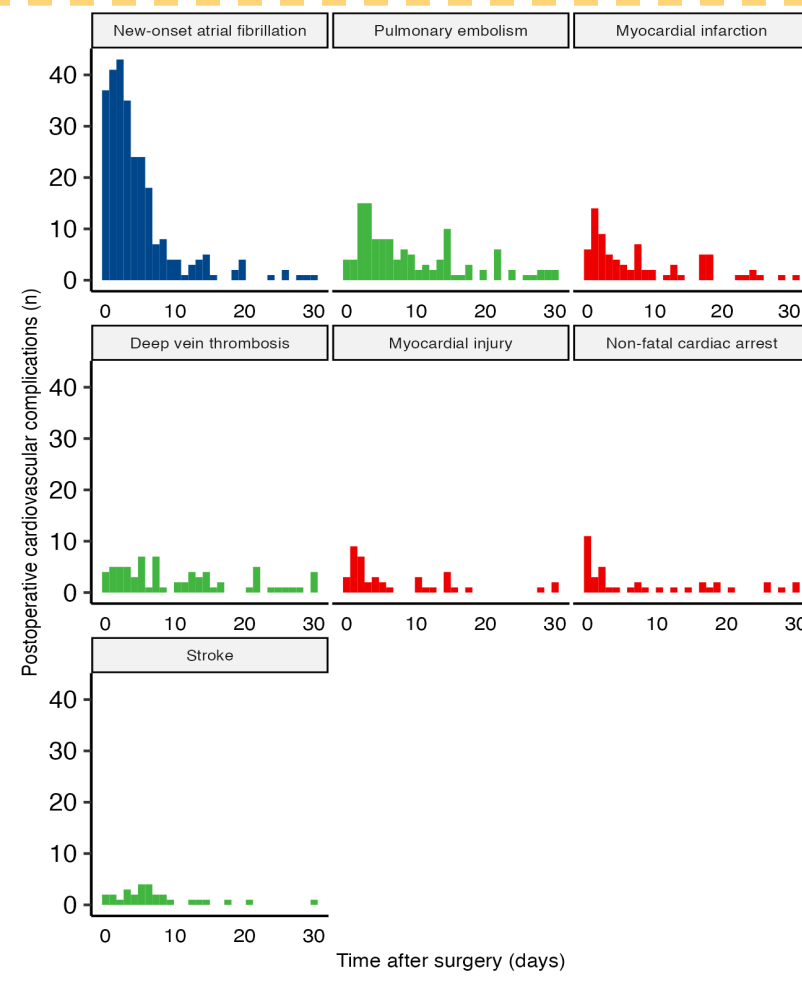 New-onset atrial fibrillation
Pulmonary embolism
Myocardial infarction
40
30
20
10
0
0 10 20 30
0 10 20 30
0 10 20 30
Deep vein thrombosis
Myocardial injury
Non-fatal cardiac arrest
40
30
20
10
0
0 10 20 30
0 10 20 30
0 10 20 30
Stroke
40
30
20
10
0
0 10 20 30
Postoperative cardiovascular complications (n)
Time after surgery (days)